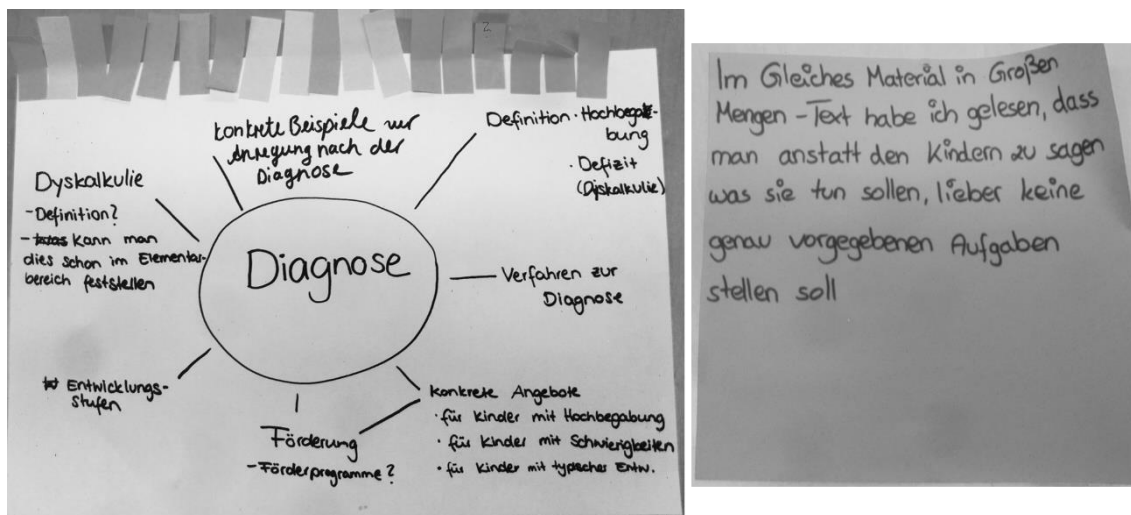 konkrete Beispiele zur
Anregung nach der
Diagnose
Definition · Hochbega
bung
· Defizit
(Dyskalkulie)
Dyskalkulie
- Definition?
- Kann man
dies schon im Elementar-
bereich feststellen
Diagnose
Verfahren zur
Diagnose
Entwicklungs-
stufen
Förderung
- Förderprogramme?
konkrete Angebote
· für Kinder mit Hochbegabung
· für Kinder mit Schwierigkeiten
· für Kinder mit typischer Entw.
Im Gleiches Material in Großen
Mengen - Text habe ich gelesen, dass
man anstatt den Kindern zu sagen
was sie tun sollen, lieber keine
genau vorgegebenen Aufgaben
stellen soll